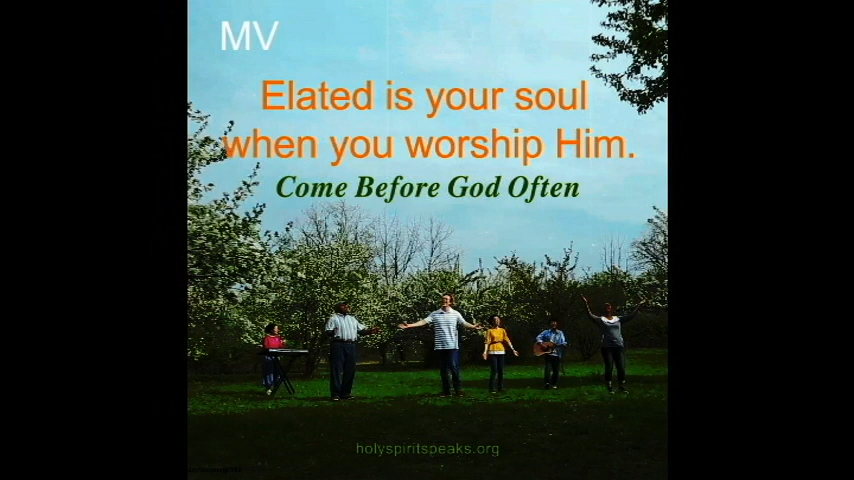 MV
Elated is your soul
when you worship Him.
Come Before God Often
holyspiritspeaks.org